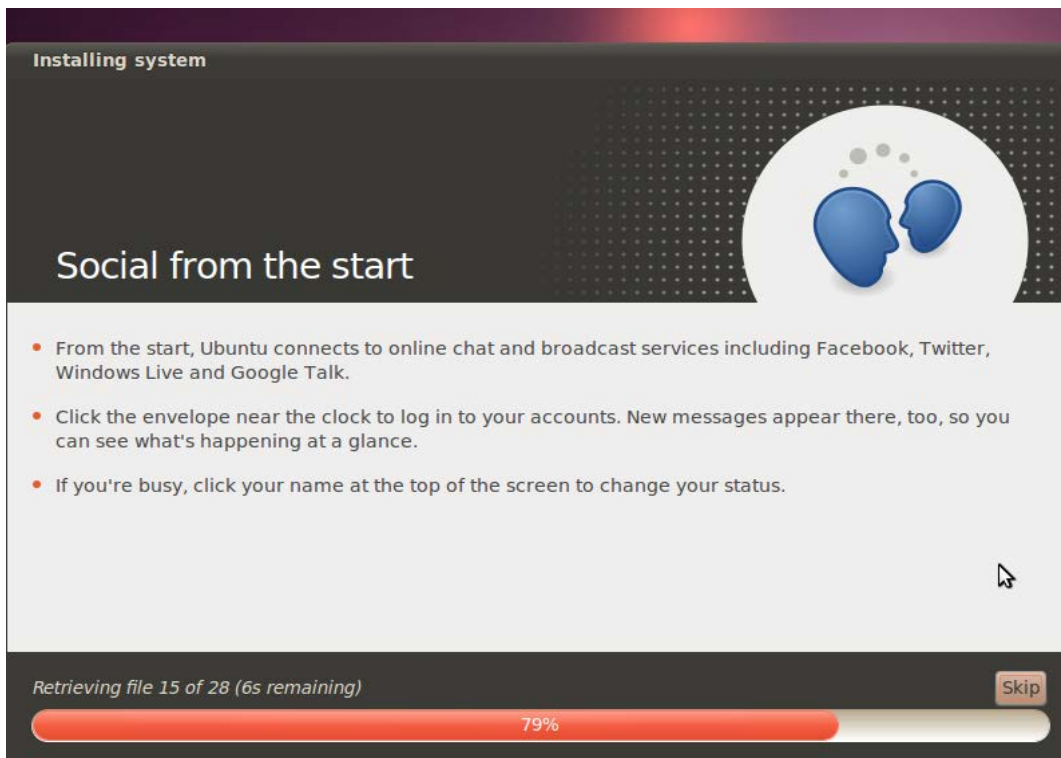 Installing system
Social from the start
From the start, Ubuntu connects to online chat and broadcast services including Facebook, Twitter,
Windows Live and Google Talk.
Click the envelope near the clock to log in to your accounts. New messages appear there, too, so you
can see what's happening at a glance.
If you're busy, click your name at the top of the screen to change your status.
Retrieving file 15 of 28 (6s remaining)
Skip
79%